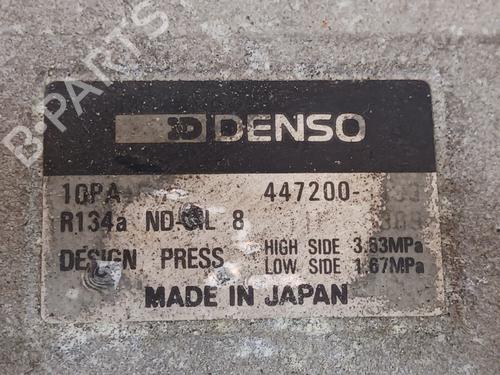 B-PARTS
DENSO
10PA 447200-
R134a ND-OIL 8
DESIGN PRESS HIGH SIDE 3.53MPa
LOW SIDE 1.67MPa
MADE IN JAPAN